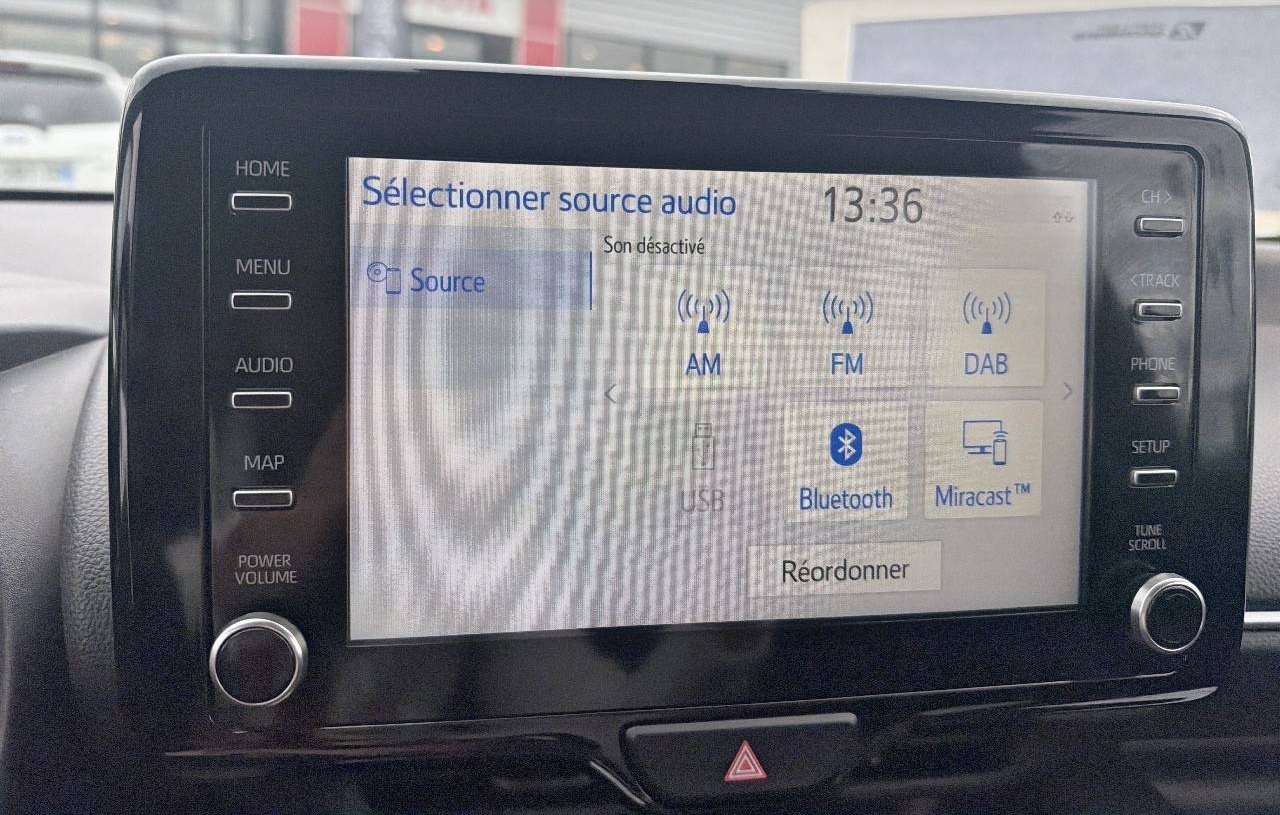 HOME
MENU
AUDIO
MAP
POWER
VOLUME
Sélectionner source audio
13:36
Son désactivé
Source
AM
FM
DAB
USB
Bluetooth
Miracast™
Réordonner
CH >
< TRACK
PHONE
SETUP
TUNE
SCROLL